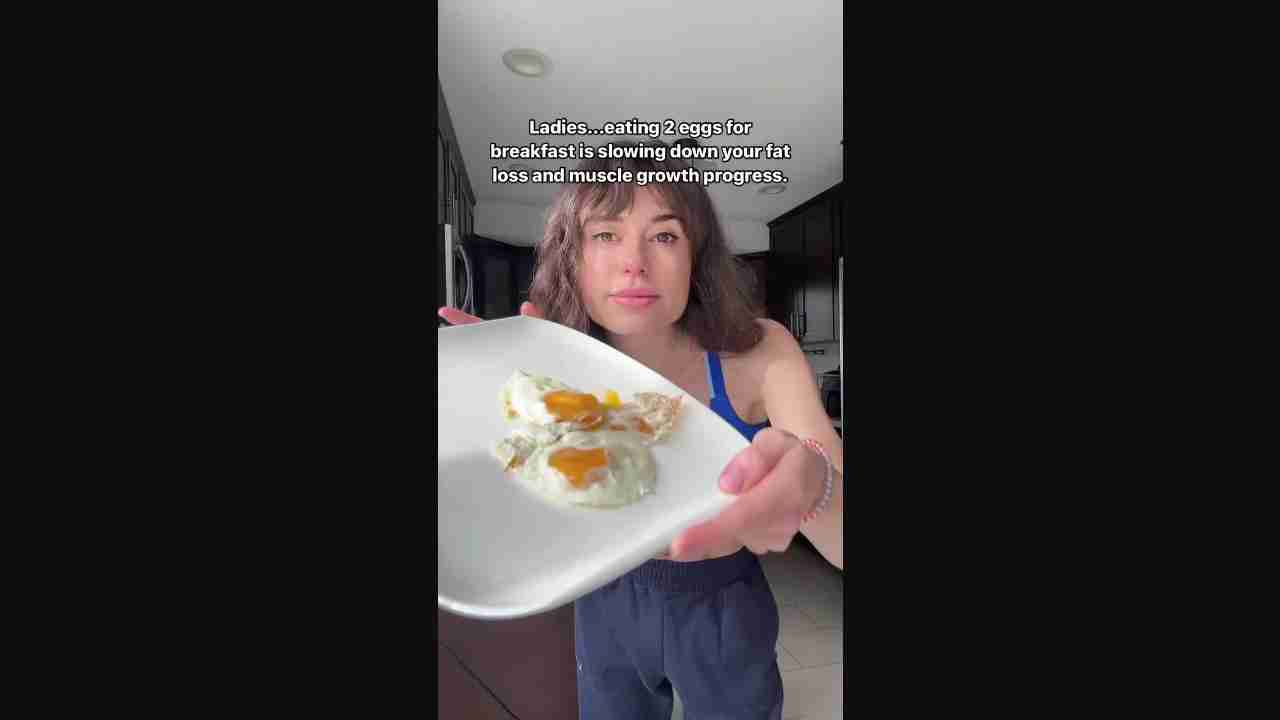 Ladies...eating 2 eggs for
breakfast is slowing down your fat
loss and muscle growth progress.